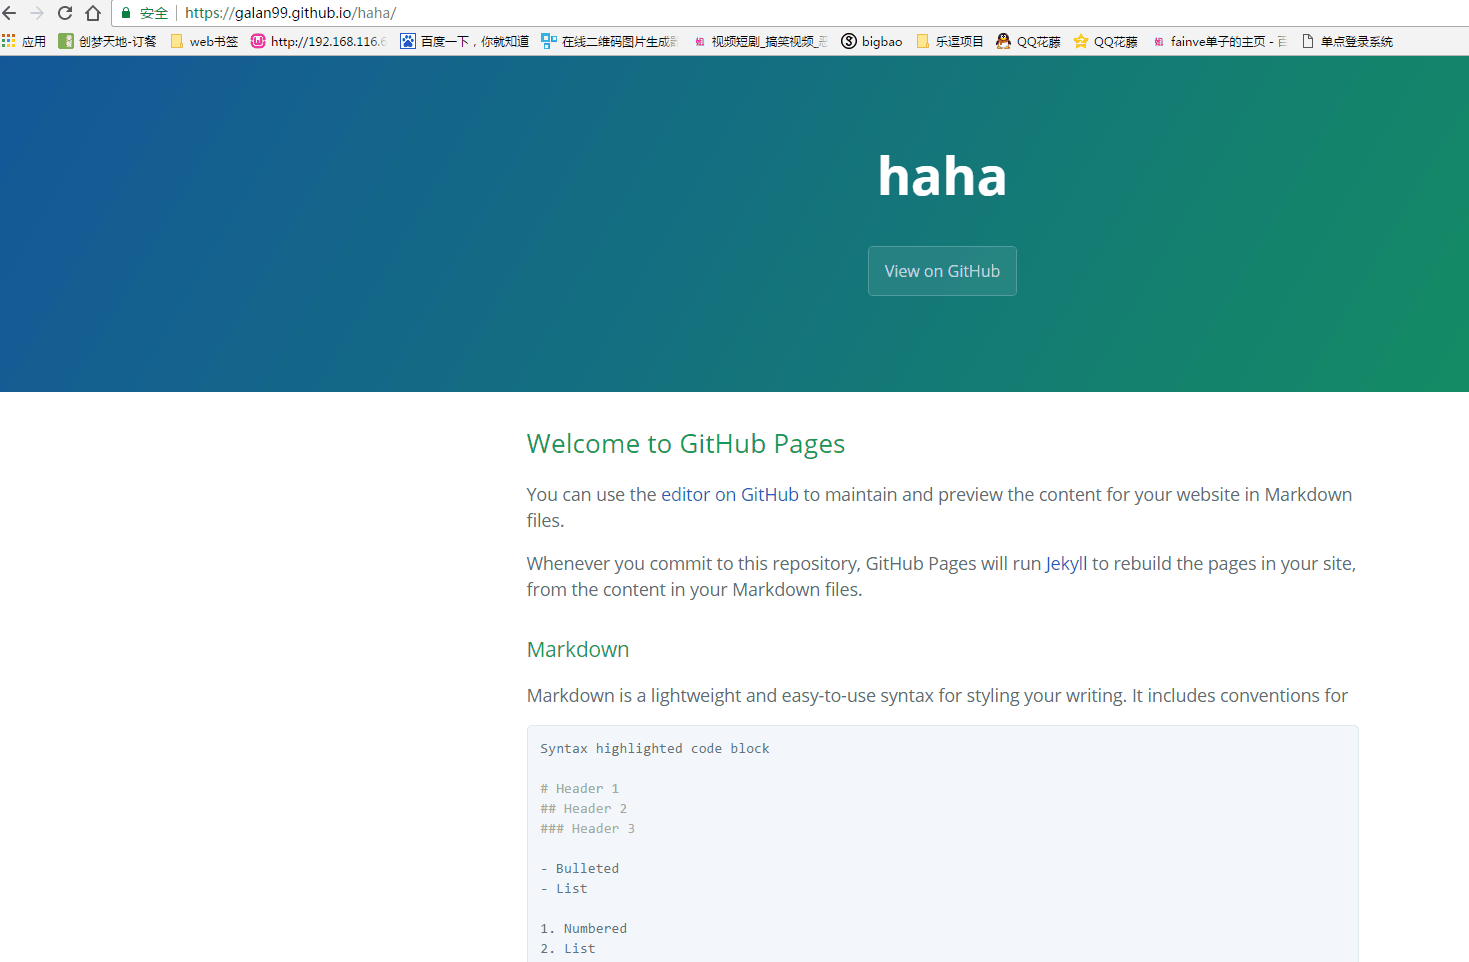 安全 https://galan99.github.io/haha/
应用 创梦天地-订餐 web书签 http://192.168.116.6 百度一下，你就知道 在线二维码图片生成器 视频短剧_搞笑视频_恶 bigbao 乐逗项目 QQ花藤 QQ花藤 fainve单子的主页 - 百 单点登录系统
haha
View on GitHub
Welcome to GitHub Pages
You can use the editor on GitHub to maintain and preview the content for your website in Markdown
files.
Whenever you commit to this repository, GitHub Pages will run Jekyll to rebuild the pages in your site,
from the content in your Markdown files.
Markdown
Markdown is a lightweight and easy-to-use syntax for styling your writing. It includes conventions for
Syntax highlighted code block
# Header 1
## Header 2
### Header 3
- Bulleted
- List
1. Numbered
2. List